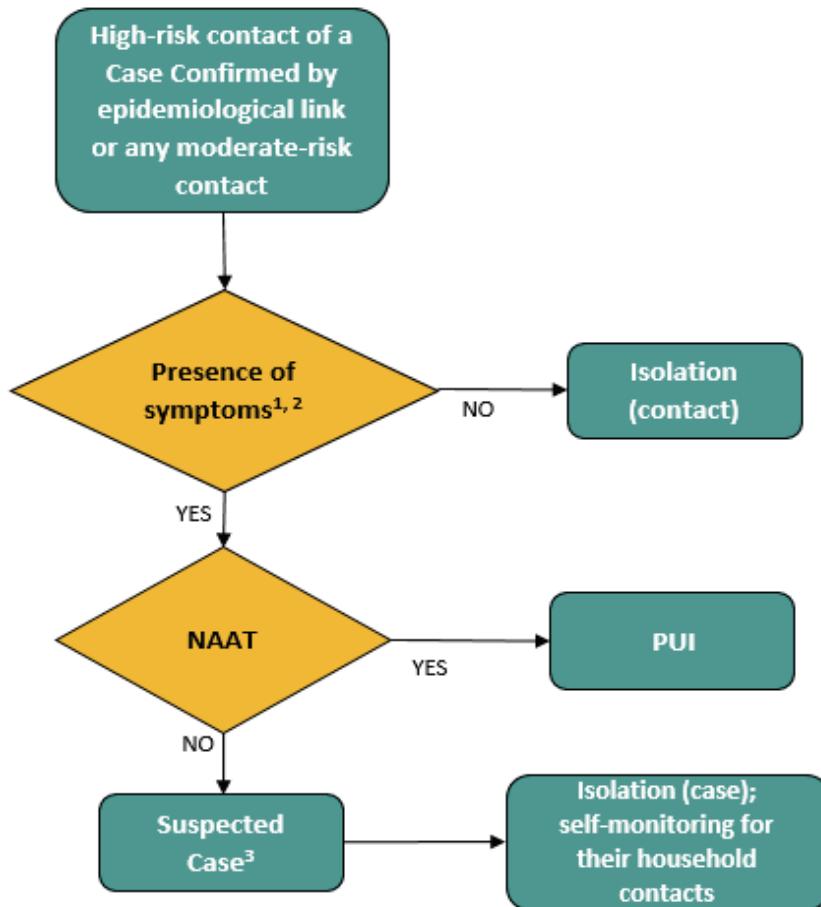 High-risk contact of a
Case Confirmed by
epidemiological link
or any moderate-risk
contact
Presence of
symptoms¹, ²
NO
Isolation
(contact)
YES
NAAT
YES
PUI
NO
Suspected
Case³
Isolation (case);
self-monitoring for
their household
contacts